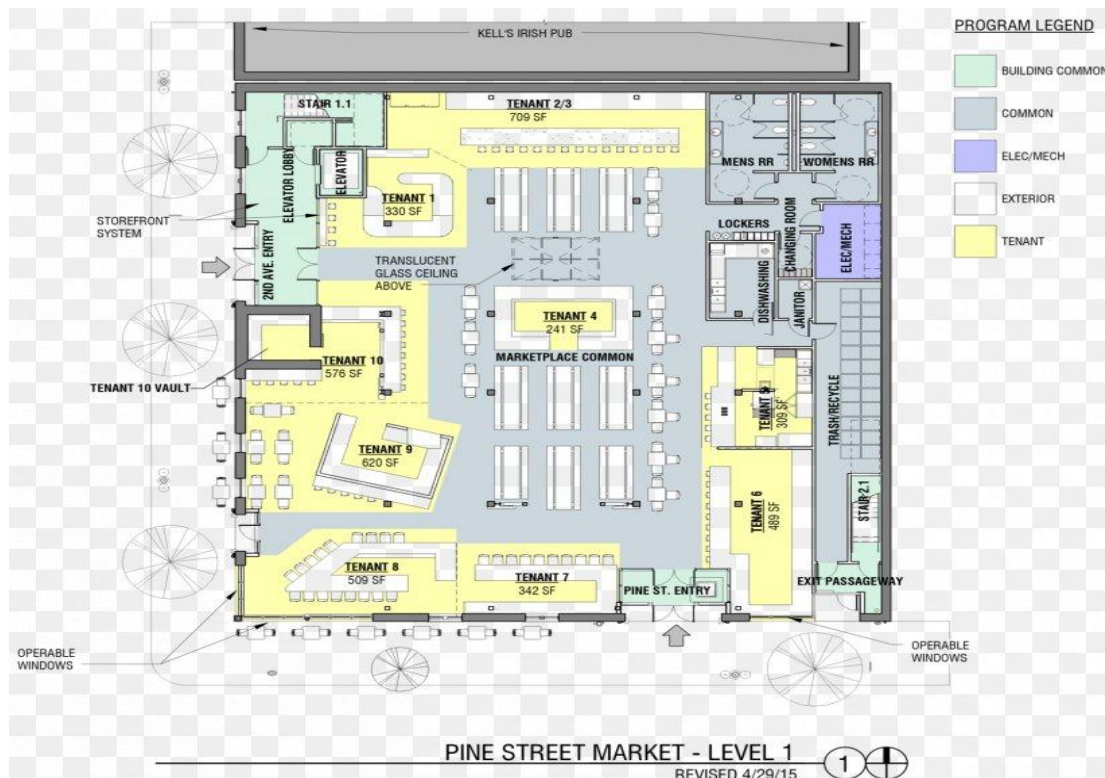 KELL'S IRISH PUB
PROGRAM LEGEND
BUILDING COMMON
COMMON
ELEC/MECH
EXTERIOR
TENANT
STAIR 1.1
TENANT 2/3
709 SF
MENS RR
WOMENS RR
ELEVATOR LOBBY
ELEVATOR
TENANT 1
330 SF
STOREFRONT
SYSTEM
LOCKERS
CHANGING ROOM
ELEC/MECH
2ND AVE. ENTRY
TRANSLUCENT
GLASS CEILING
ABOVE
DISHWASHING
JANITOR
TENANT 4
241 SF
MARKETPLACE COMMON
TENANT 10
576 SF
TENANT 10 VAULT
TENANT
309 SF
TRASH/RECYCLE
TENANT 9
620 SF
TENANT 6
489 SF
STAIR 2.1
TENANT 8
509 SF
TENANT 7
342 SF
PINE ST. ENTRY
EXIT PASSAGEWAY
OPERABLE
WINDOWS
OPERABLE
WINDOWS
PINE STREET MARKET - LEVEL 1
1
REVISED 4/29/15